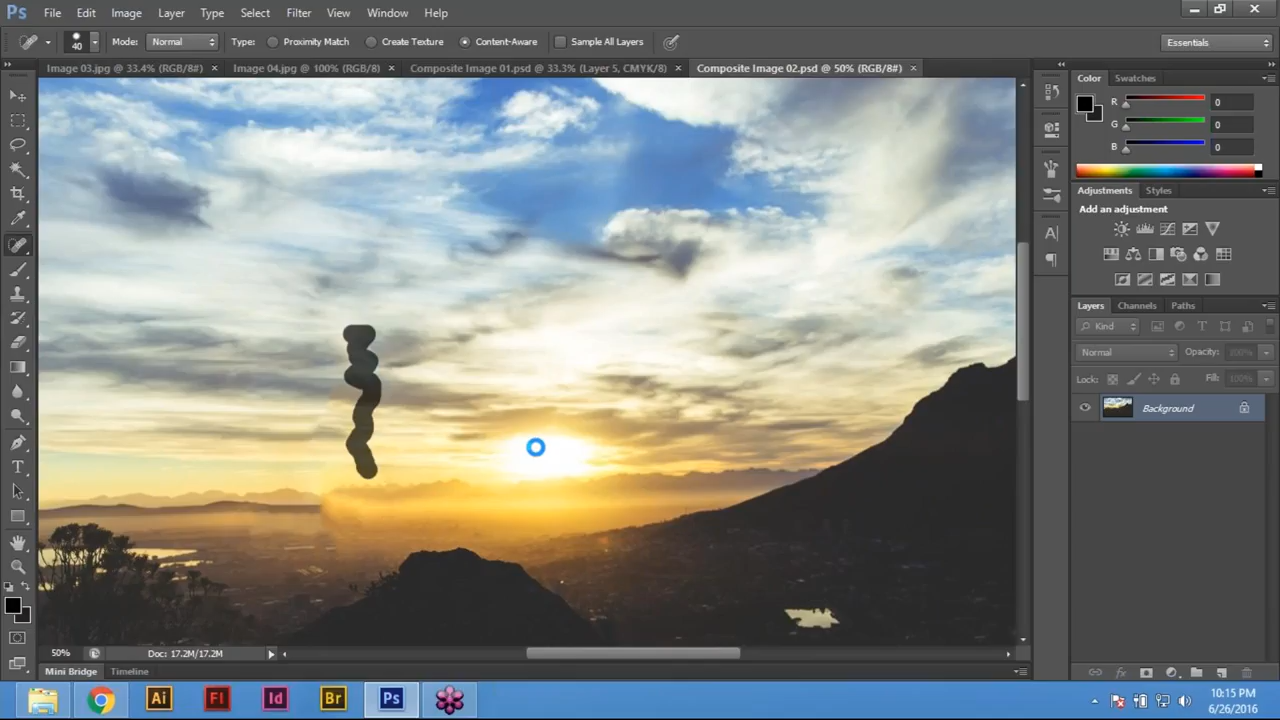 Ps File Edit Image Layer Type Select Filter View Window Help
40 Mode: Normal Type: Proximity Match Create Texture Content-Aware Sample All Layers Essentials
Image 03.jpg @ 33.4% (RGB/8#) × Image 04.jpg @ 100% (RGB/8) × Composite Image 01.psd @ 33.3% (Layer 5, CMYK/8) × Composite Image 02.psd @ 50% (RGB/8#) ×
Color Swatches
R 0
G 0
B 0
Adjustments Styles
Add an adjustment
Layers Channels Paths
Kind
Normal Opacity: 100%
Lock: Fill: 100%
Background
50% Doc: 17.2M/17.2M
Mini Bridge Timeline
Ai Fl Id Br Ps
10:15 PM
6/26/2016